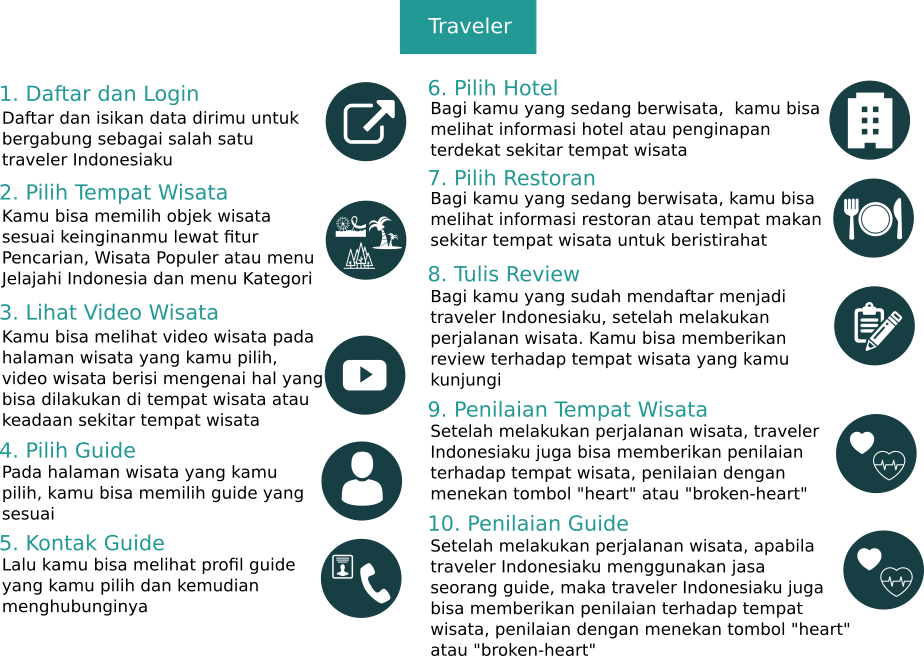 Traveler
1. Daftar dan Login
Daftar dan isikan data dirimu untuk
bergabung sebagai salah satu
traveler Indonesiaku
2. Pilih Tempat Wisata
Kamu bisa memilih objek wisata
sesuai keinginanmu lewat fitur
Pencarian, Wisata Populer atau menu
Jelajahi Indonesia dan menu Kategori
3. Lihat Video Wisata
Kamu bisa melihat video wisata pada
halaman wisata yang kamu pilih,
video wisata berisi mengenai hal yang
bisa dilakukan di tempat wisata atau
keadaan sekitar tempat wisata
4. Pilih Guide
Pada halaman wisata yang kamu
pilih, kamu bisa memilih guide yang
sesuai
5. Kontak Guide
Lalu kamu bisa melihat profil guide
yang kamu pilih dan kemudian
menghubunginya
6. Pilih Hotel
Bagi kamu yang sedang berwisata,  kamu bisa
melihat informasi hotel atau penginapan
terdekat sekitar tempat wisata
7. Pilih Restoran
Bagi kamu yang sedang berwisata, kamu bisa
melihat informasi restoran atau tempat makan
sekitar tempat wisata untuk beristirahat
8. Tulis Review
Bagi kamu yang sudah mendaftar menjadi
traveler Indonesiaku, setelah melakukan
perjalanan wisata. Kamu bisa memberikan
review terhadap tempat wisata yang kamu
kunjungi
9. Penilaian Tempat Wisata
Setelah melakukan perjalanan wisata, traveler
Indonesiaku juga bisa memberikan penilaian
terhadap tempat wisata, penilaian dengan
menekan tombol "heart" atau "broken-heart"
10. Penilaian Guide
Setelah melakukan perjalanan wisata, apabila
traveler Indonesiaku menggunakan jasa
seorang guide, maka traveler Indonesiaku juga
bisa memberikan penilaian terhadap tempat
wisata, penilaian dengan menekan tombol "heart"
atau "broken-heart"